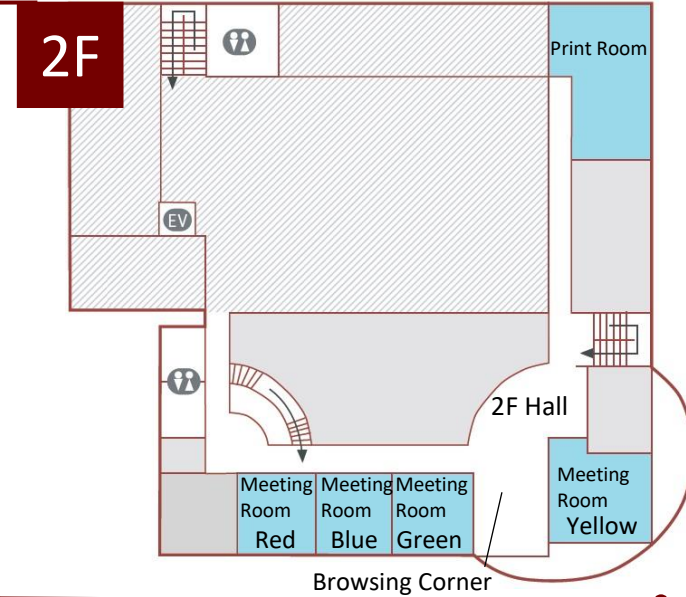 2F
Print Room
EV
2F Hall
Meeting
Room
Red
Meeting
Room
Blue
Meeting
Room
Green
Meeting
Room
Yellow
Browsing Corner